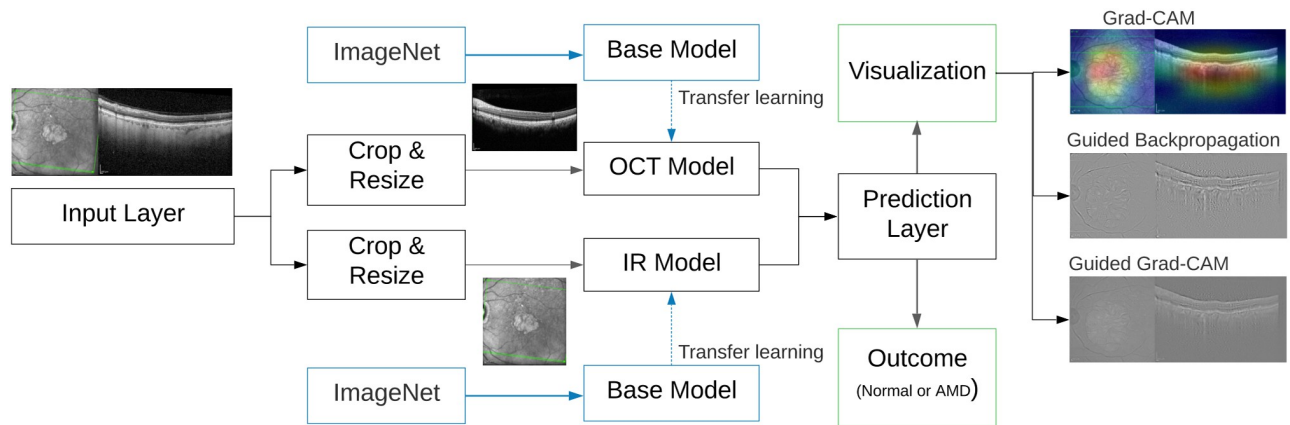 Grad-CAM
ImageNet
Base Model
Visualization
Transfer learning
Guided Backpropagation
Crop &
Resize
OCT Model
Input Layer
Prediction
Layer
Crop &
Resize
IR Model
Guided Grad-CAM
Transfer learning
Outcome
(Normal or AMD)
ImageNet
Base Model